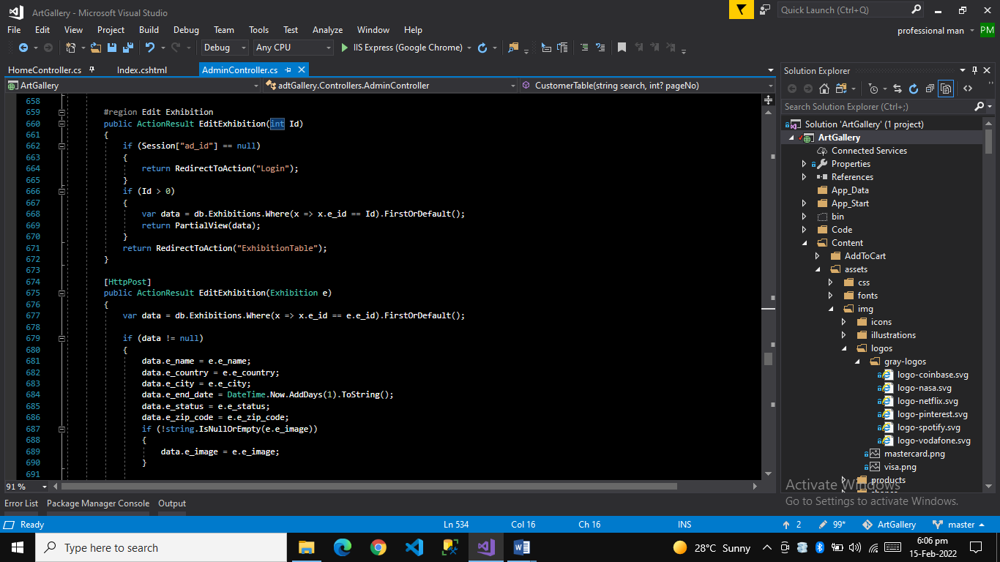 ArtGallery - Microsoft Visual Studio
Quick Launch (Ctrl+Q)
File Edit View Project Build Debug Team Tools Test Analyze Window Help
professional man PM
Debug Any CPU IIS Express (Google Chrome)
HomeController.cs Index.cshtml AdminController.cs
ArtGallery adtGallery.Controllers.AdminController CustomerTable(string search, int? pageNo)
658
659 #region Edit Exhibition
660 public ActionResult EditExhibition(int Id)
661 {
662 if (Session["ad_id"] == null)
663 {
664 return RedirectToAction("Login");
665 }
666 if (Id > 0)
667 {
668 var data = db.Exhibitions.Where(x => x.e_id == Id).FirstOrDefault();
669 return PartialView(data);
670 }
671 return RedirectToAction("ExhibitionTable");
672 }
673
674 [HttpPost]
675 public ActionResult EditExhibition(Exhibition e)
676 {
677 var data = db.Exhibitions.Where(x => x.e_id == e.e_id).FirstOrDefault();
678
679 if (data != null)
680 {
681 data.e_name = e.e_name;
682 data.e_country = e.e_country;
683 data.e_city = e.e_city;
684 data.e_end_date = DateTime.Now.AddDays(1).ToString();
685 data.e_status = e.e_status;
686 data.e_zip_code = e.e_zip_code;
687 if (!string.IsNullOrEmpty(e.e_image))
688 {
689 data.e_image = e.e_image;
690 }
691
91 %
Solution Explorer
Search Solution Explorer (Ctrl+;)
Solution 'ArtGallery' (1 project)
ArtGallery
Connected Services
Properties
References
App_Data
App_Start
bin
Code
Content
AddToCart
assets
css
fonts
img
icons
illustrations
logos
gray-logos
logo-coinbase.svg
logo-nasa.svg
logo-netflix.svg
logo-pinterest.svg
logo-spotify.svg
logo-vodafone.svg
mastercard.png
visa.png
products
Activate Windows
Go to Settings to activate Windows.
Error List Package Manager Console Output
Ready Ln 534 Col 16 Ch 16 INS 2 99* ArtGallery master
Type here to search
28°C Sunny
6:06 pm
15-Feb-2022